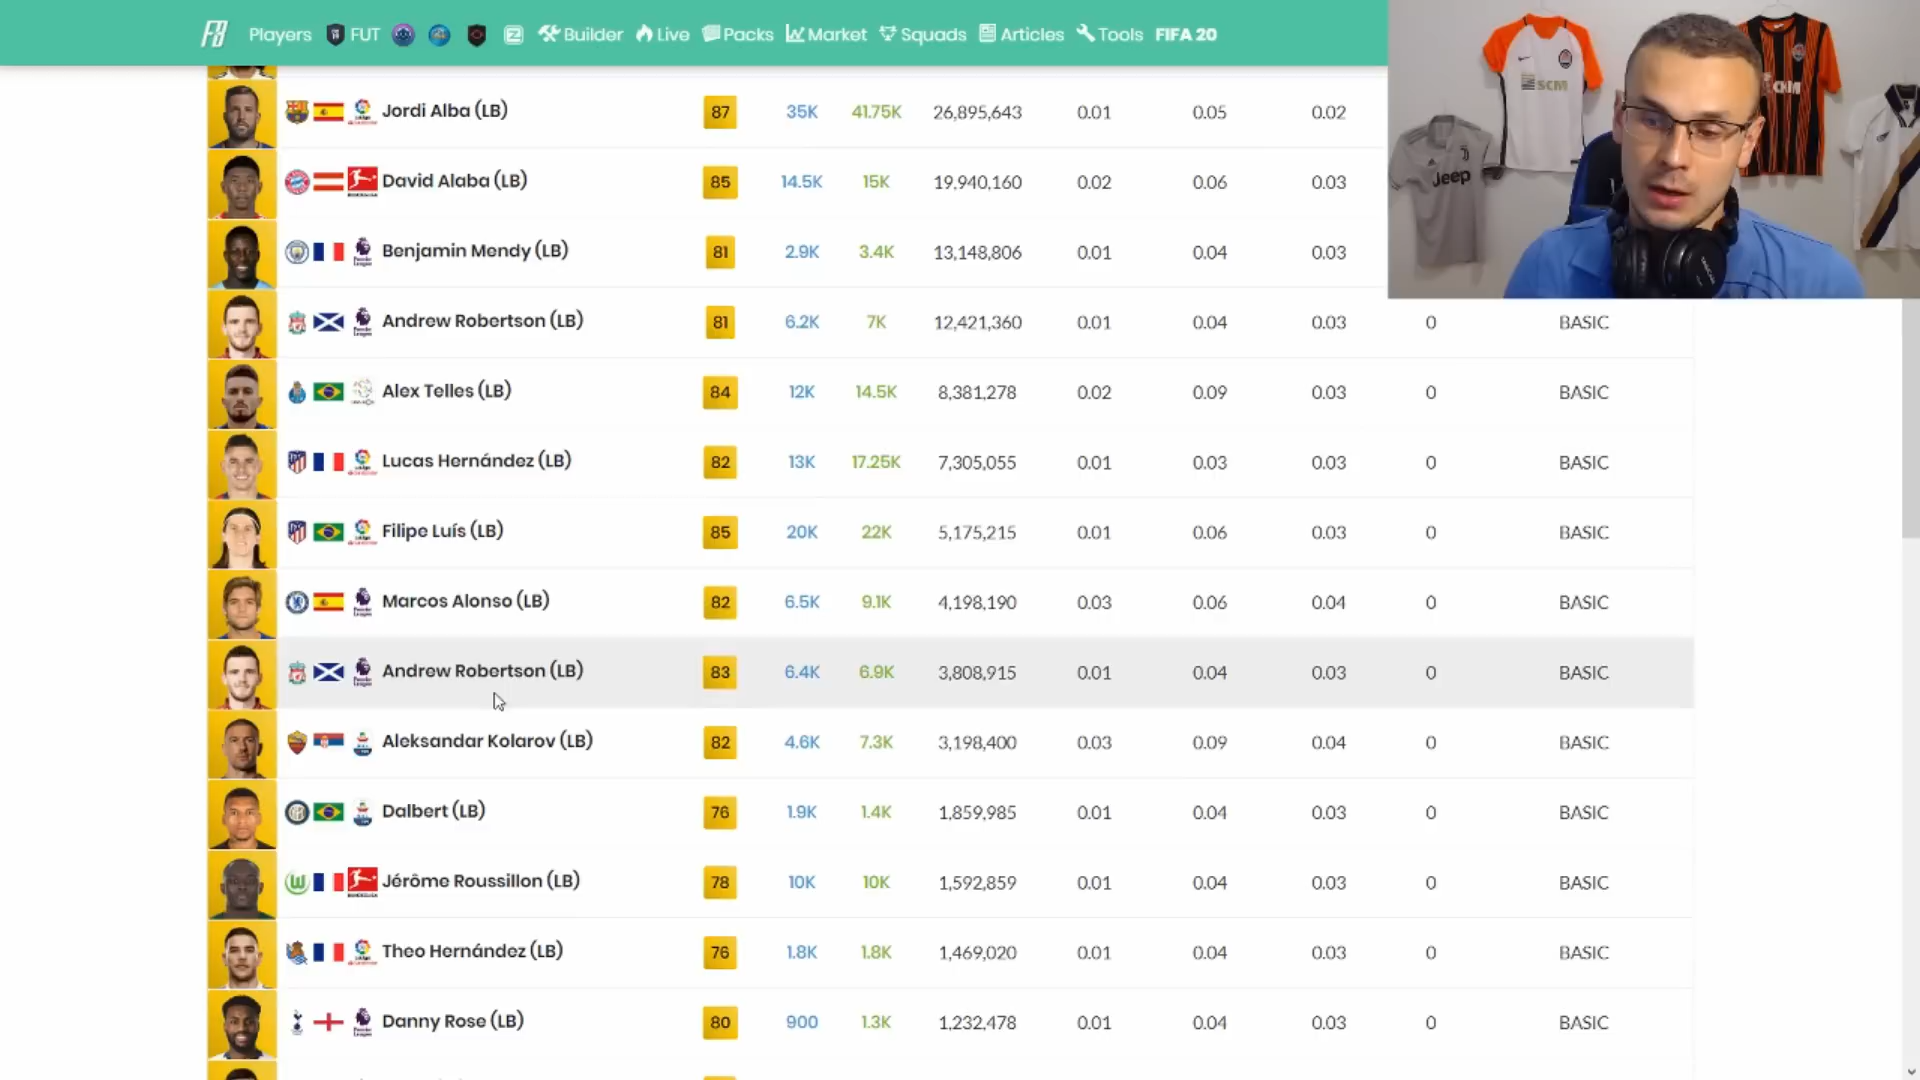 F8 Players FUT Builder Live Packs Market Squads Articles Tools FIFA 20
Jordi Alba (LB) 87 35K 41.75K 26,895,643 0.01 0.05 0.02
David Alaba (LB) 85 14.5K 15K 19,940,160 0.02 0.06 0.03
Benjamin Mendy (LB) 81 2.9K 3.4K 13,148,806 0.01 0.04 0.03
Andrew Robertson (LB) 81 6.2K 7K 12,421,360 0.01 0.04 0.03 0 BASIC
Alex Telles (LB) 84 12K 14.5K 8,381,278 0.02 0.09 0.03 0 BASIC
Lucas Hernández (LB) 82 13K 17.25K 7,305,055 0.01 0.03 0.03 0 BASIC
Filipe Luís (LB) 85 20K 22K 5,175,215 0.01 0.06 0.03 0 BASIC
Marcos Alonso (LB) 82 6.5K 9.1K 4,198,190 0.03 0.06 0.04 0 BASIC
Andrew Robertson (LB) 83 6.4K 6.9K 3,808,915 0.01 0.04 0.03 0 BASIC
Aleksandar Kolarov (LB) 82 4.6K 7.3K 3,198,400 0.03 0.09 0.04 0 BASIC
Dalbert (LB) 76 1.9K 1.4K 1,859,985 0.01 0.04 0.03 0 BASIC
Jérôme Roussillon (LB) 78 10K 10K 1,592,859 0.01 0.04 0.03 0 BASIC
Theo Hernández (LB) 76 1.8K 1.8K 1,469,020 0.01 0.04 0.03 0 BASIC
Danny Rose (LB) 80 900 1.3K 1,232,478 0.01 0.04 0.03 0 BASIC
SCM
Jeep